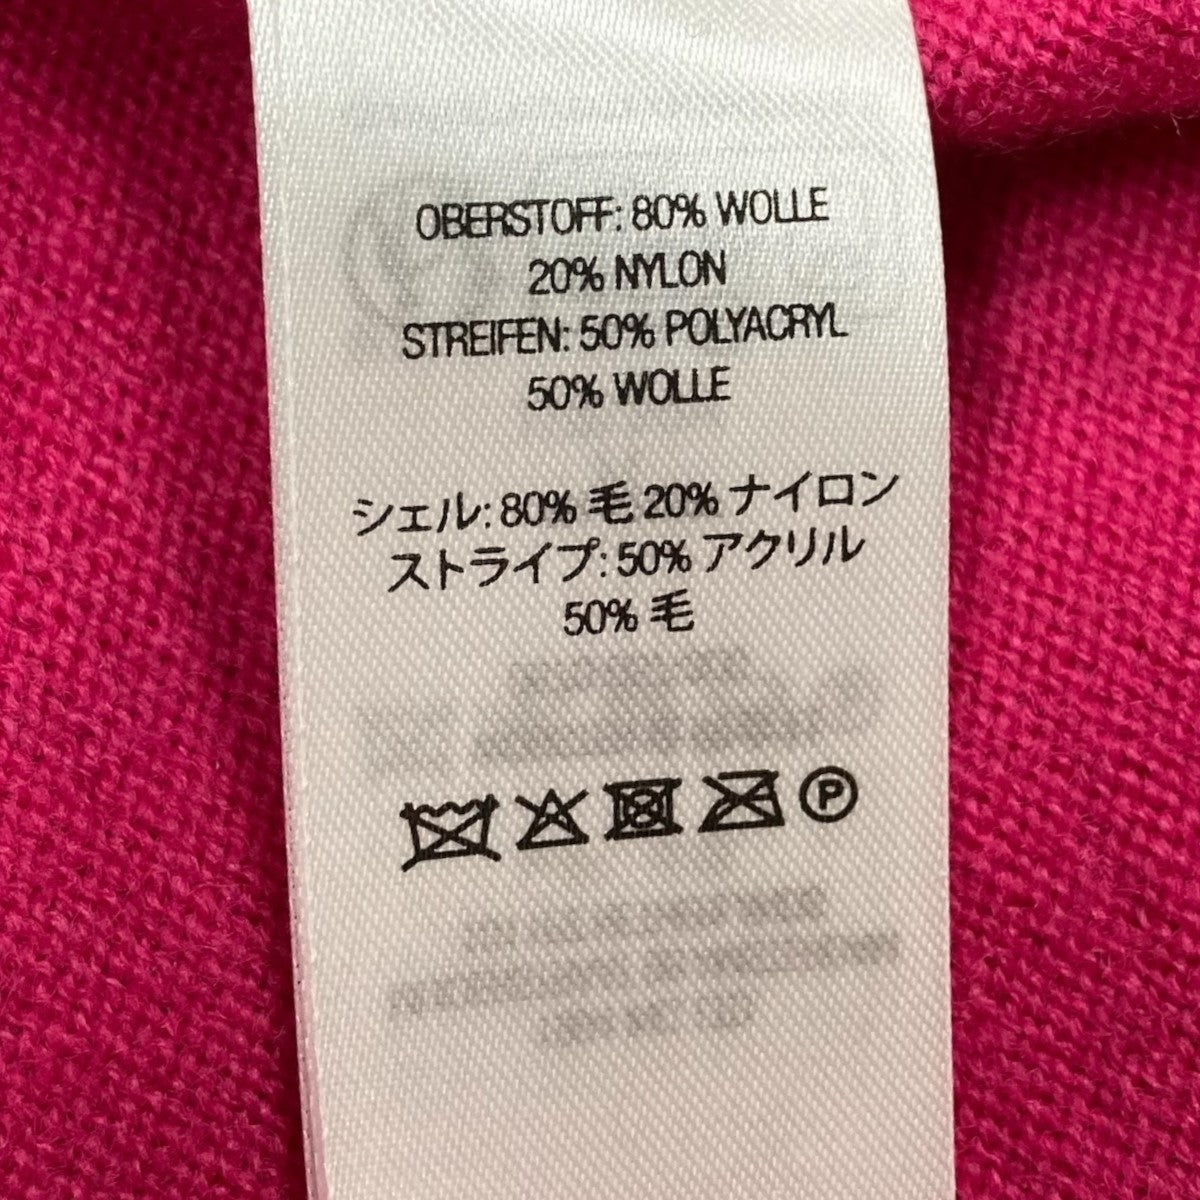 OBERSTOFF: 80% WOLLE
20% NYLON
STREIFEN: 50% POLYACRYL
50% WOLLE
シェル: 80% 毛 20% ナイロン
ストライプ: 50% アクリル
50% 毛
P